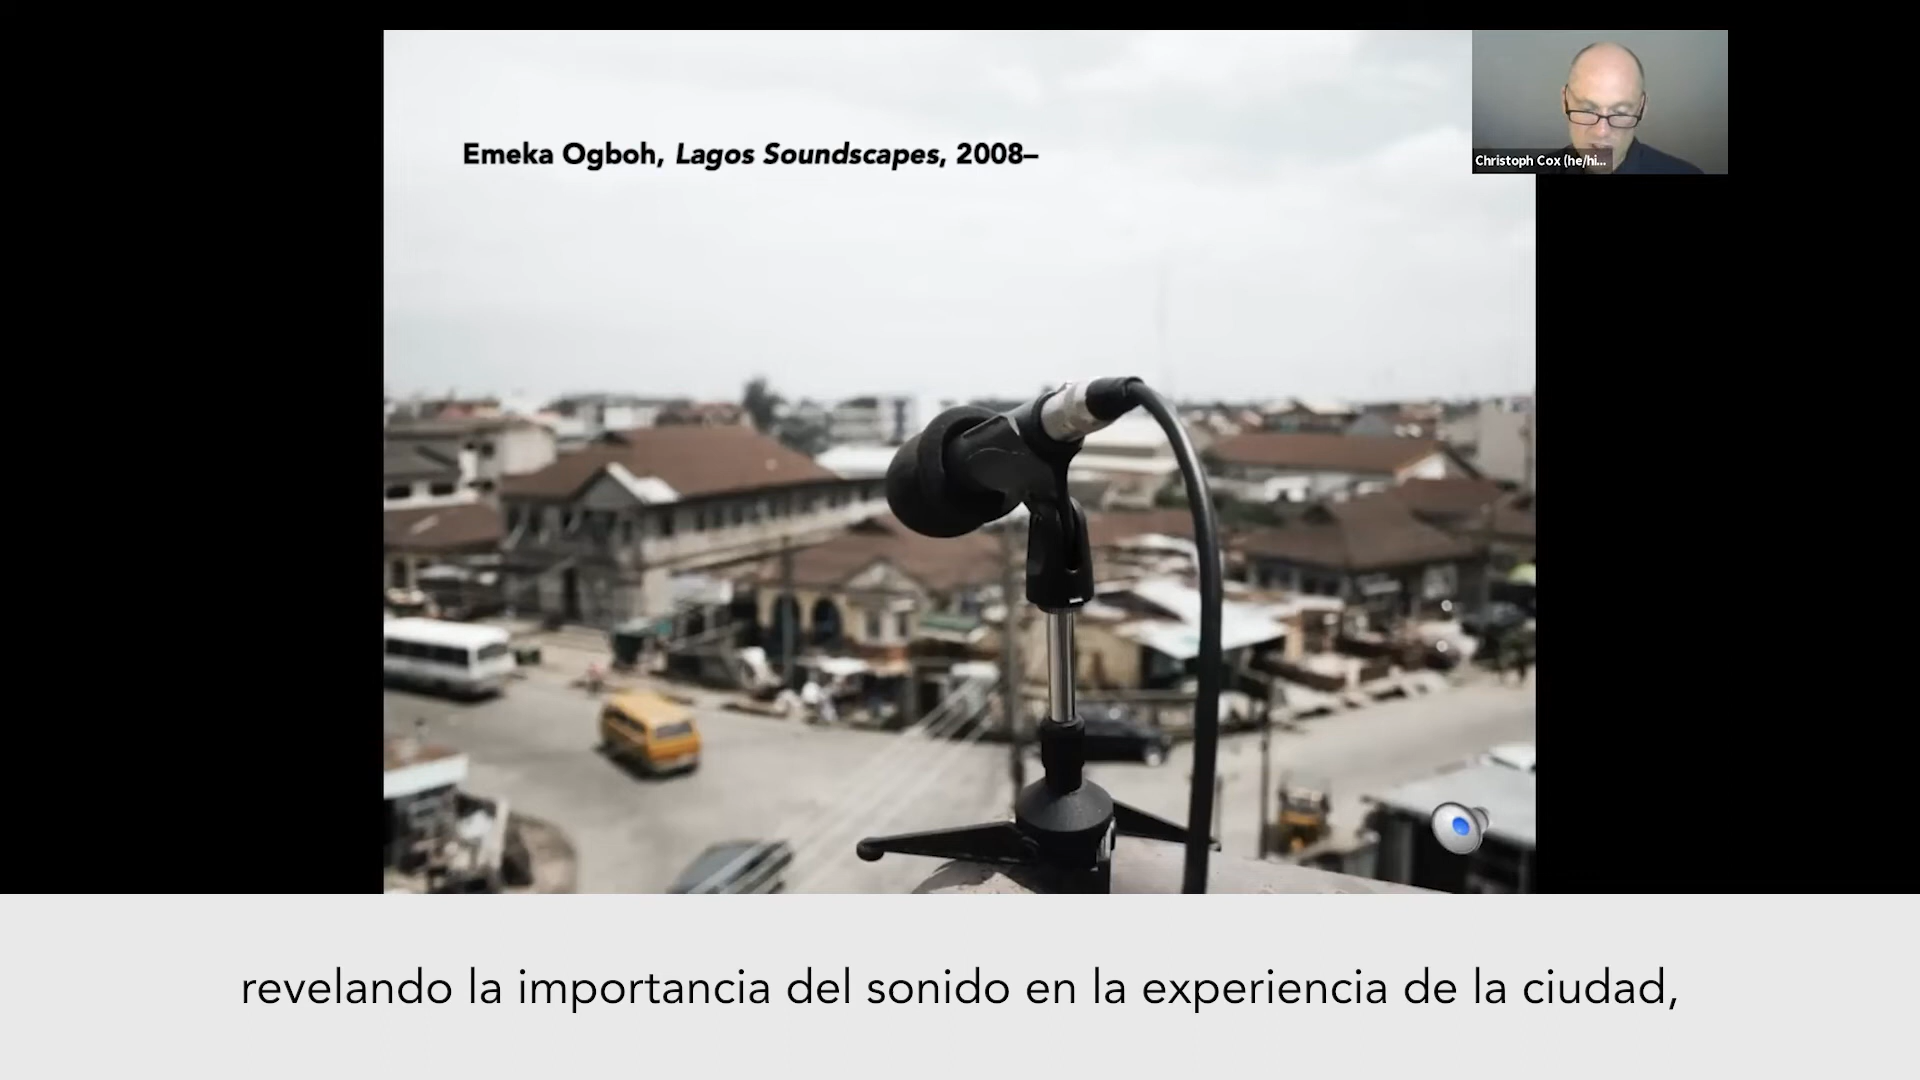 Emeka Ogboh, Lagos Soundscapes, 2008–
Christoph Cox (he/hi...
revelando la importancia del sonido en la experiencia de la ciudad,